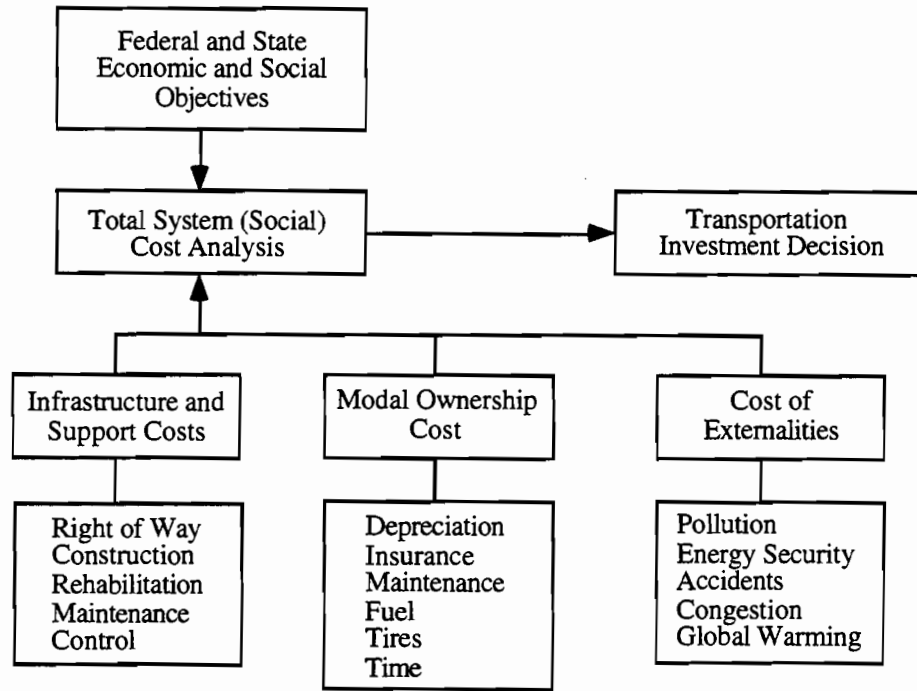 Federal and State
Economic and Social
Objectives
Total System (Social)
Cost Analysis
Transportation
Investment Decision
Infrastructure and
Support Costs
Modal Ownership
Cost
Cost of
Externalities
Right of Way
Construction
Rehabilitation
Maintenance
Control
Depreciation
Insurance
Maintenance
Fuel
Tires
Time
Pollution
Energy Security
Accidents
Congestion
Global Warming